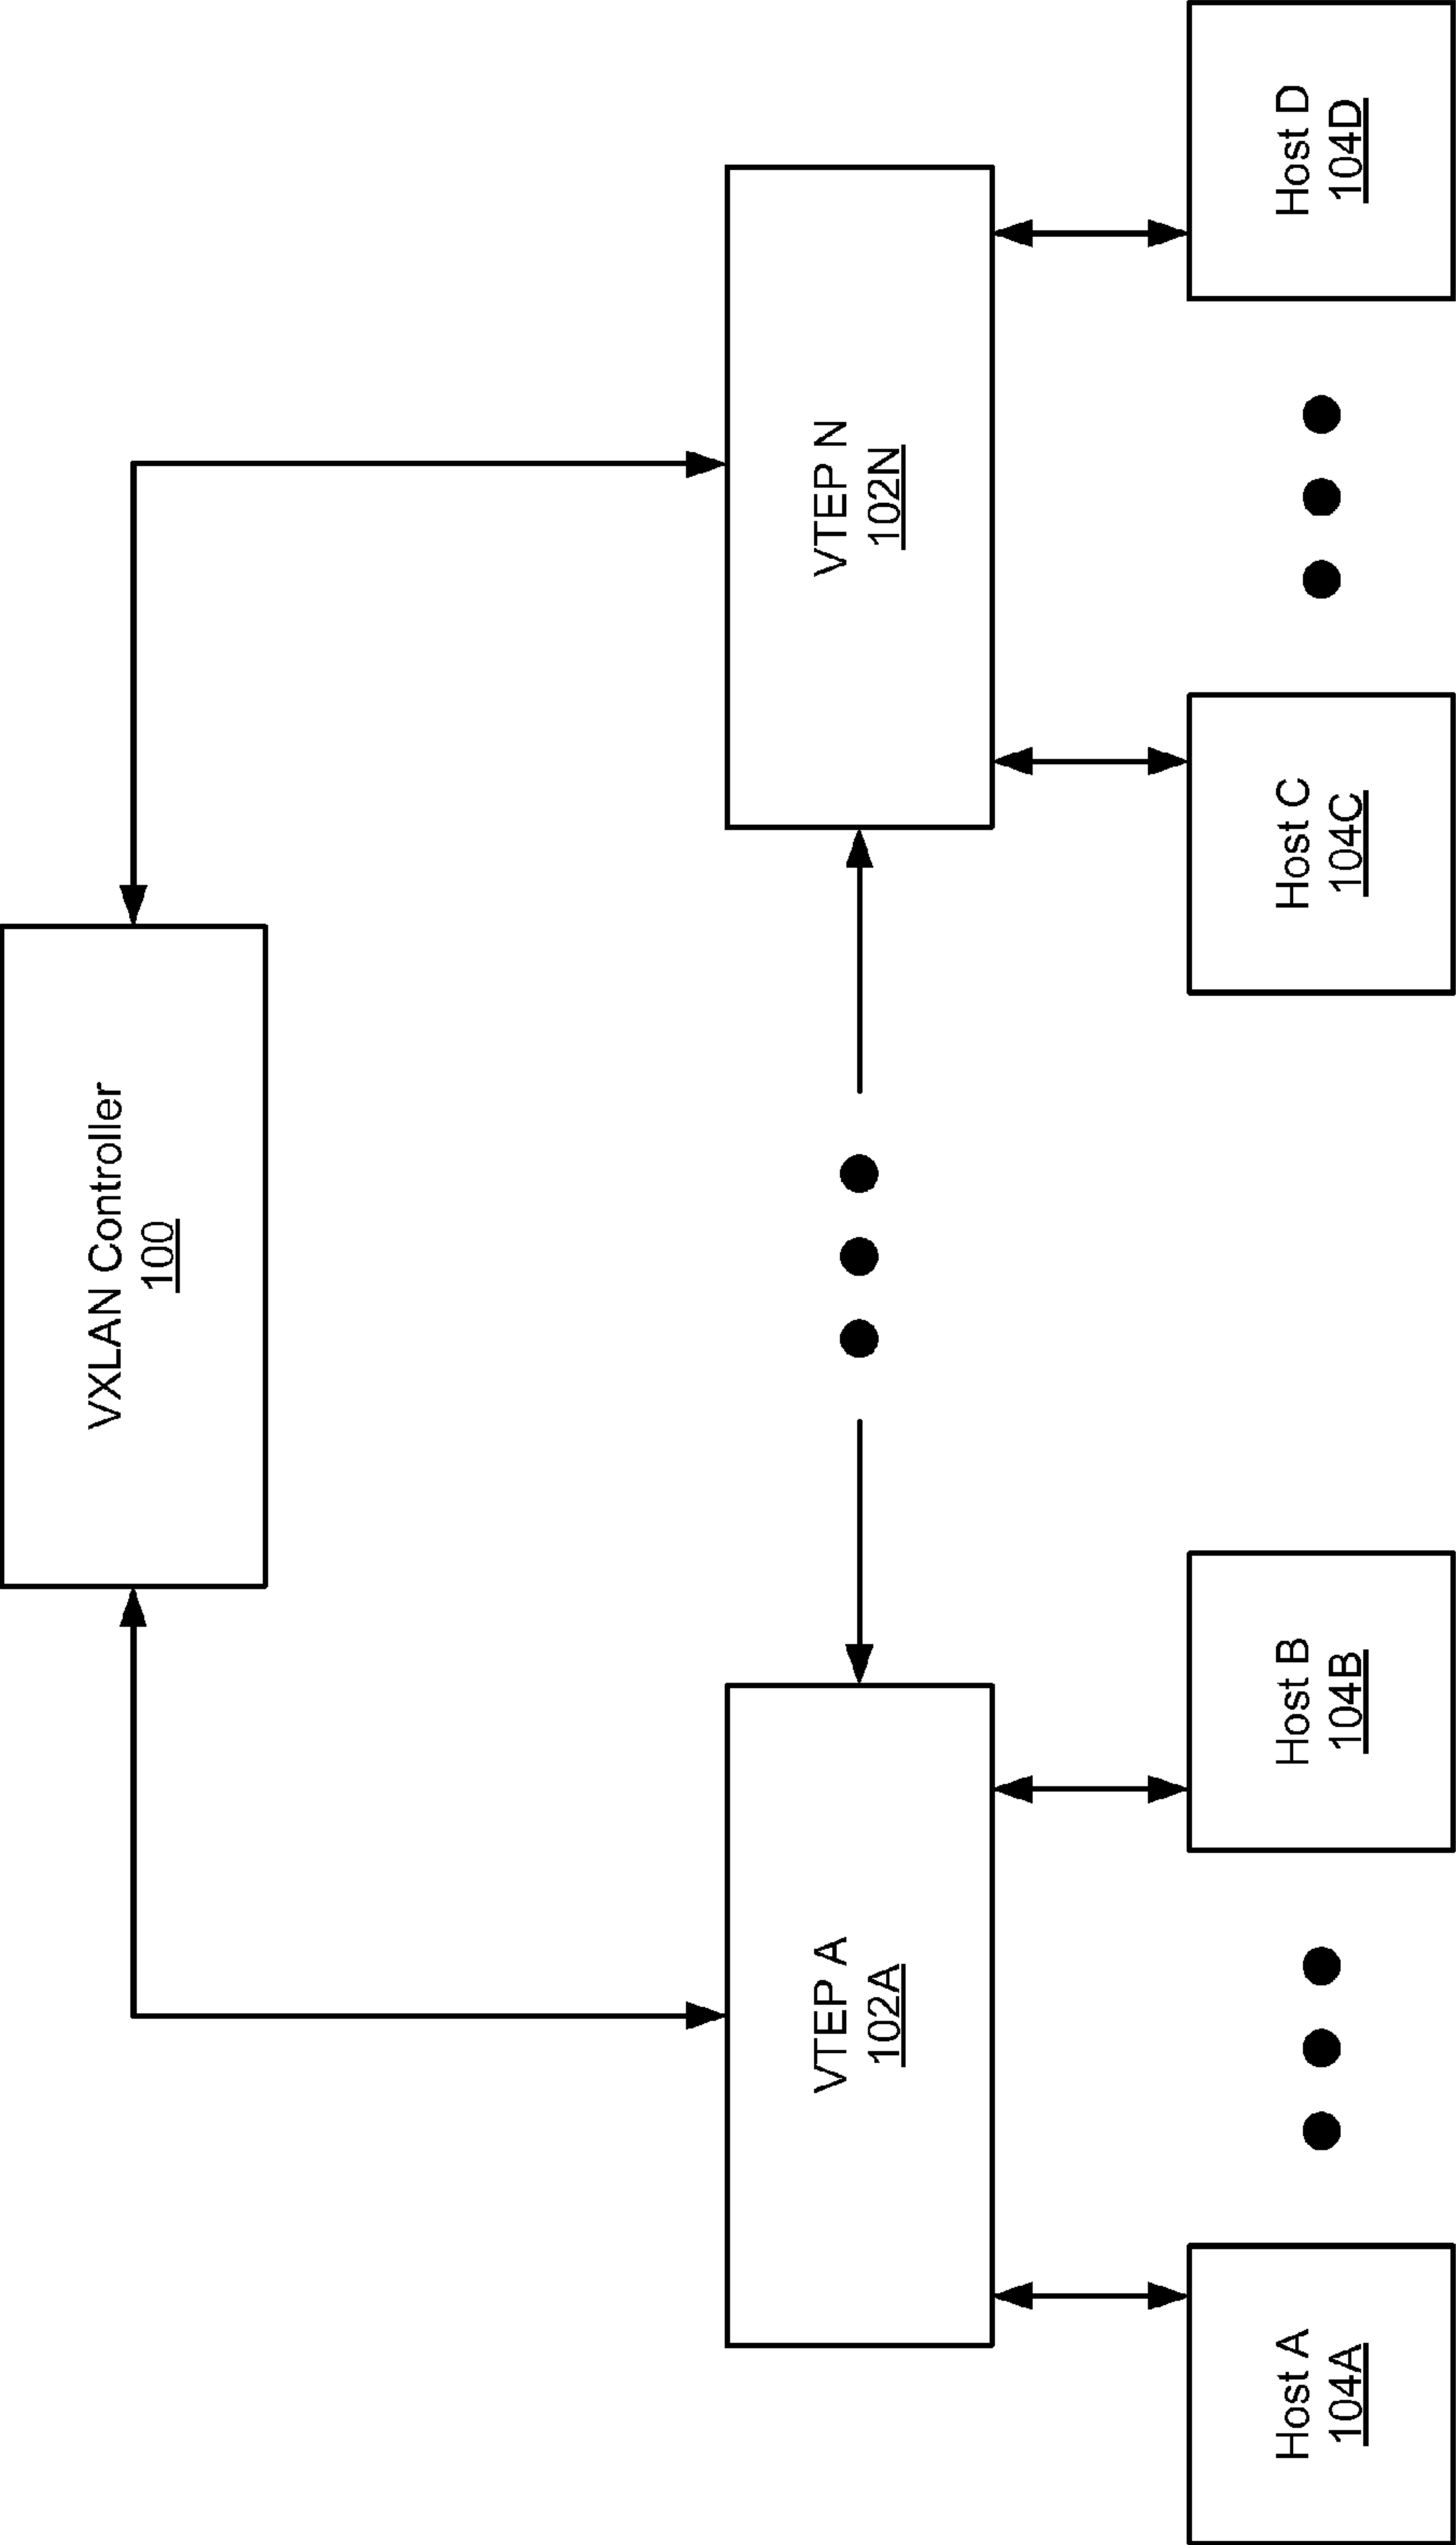 VXLAN Controller
100
VTEP A
102A
VTEP N
102N
Host A
104A
Host B
104B
Host C
104C
Host D
104D